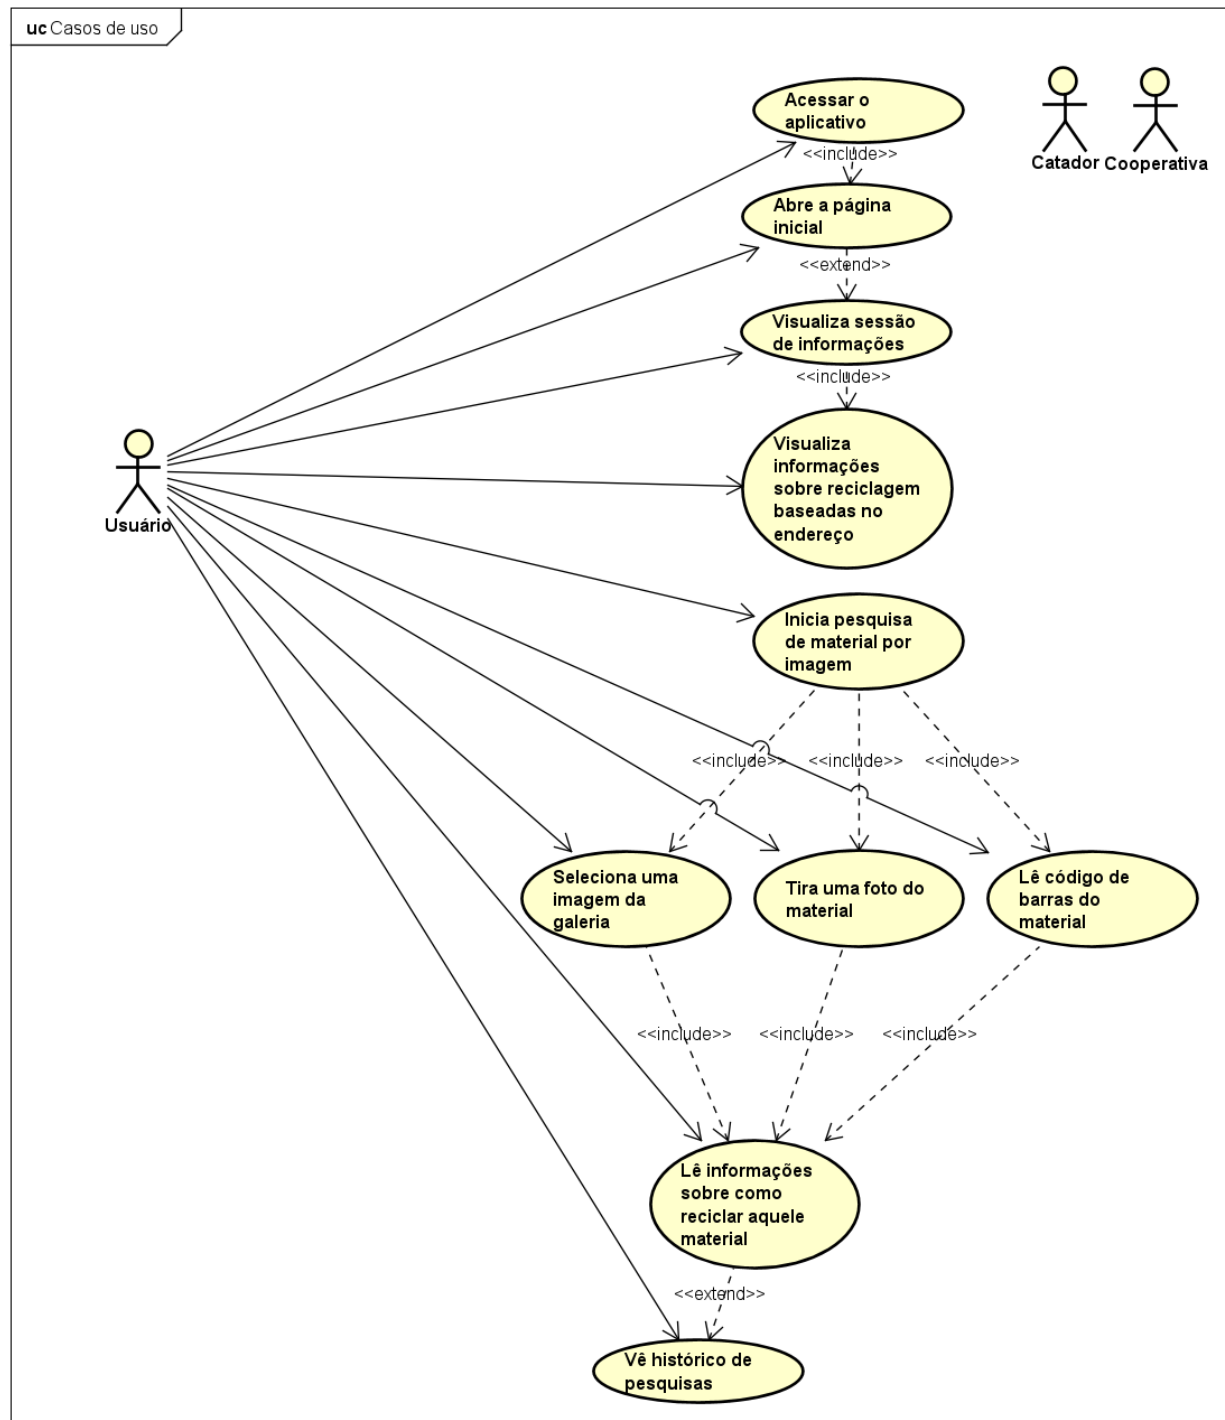 uc Casos de uso
Acessar o
aplicativo
<<include>>
Catador
Cooperativa
Abre a página
inicial
<<extend>>
Visualiza sessão
de informações
<<include>>
Visualiza
informações
sobre reciclagem
baseadas no
endereço
Usuário
Inicia pesquisa
de material por
imagem
<<include>>
<<include>>
<<include>>
Seleciona uma
imagem da
galeria
Tira uma foto do
material
Lê código de
barras do
material
<<include>>
<<include>>
<<include>>
Lê informações
sobre como
reciclar aquele
material
<<extend>>
Vê histórico de
pesquisas